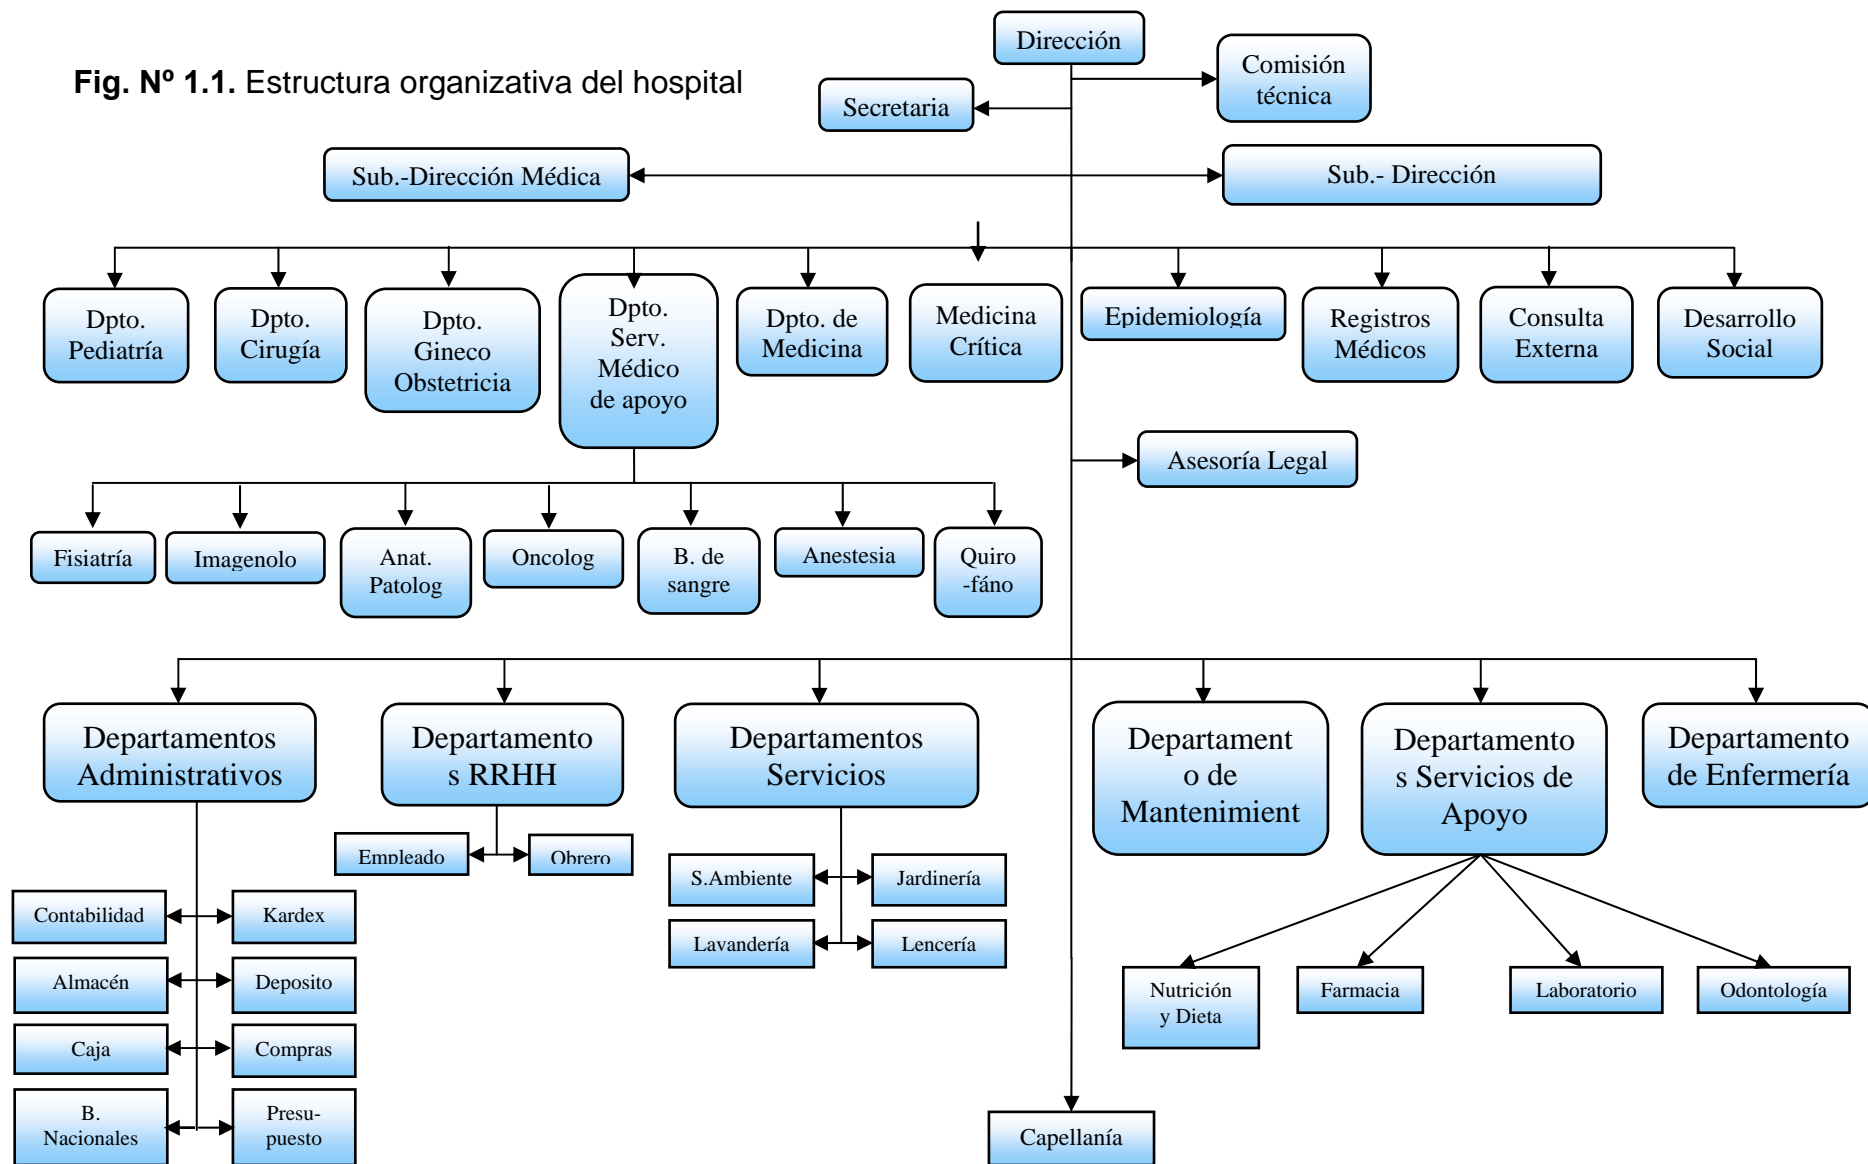 Dirección
Fig. Nº 1.1. Estructura organizativa del hospital
Comisión
técnica
Secretaria
Sub.-Dirección Médica
Sub.- Dirección
Dpto.
Pediatría
Dpto.
Cirugía
Dpto.
Gineco
Obstetricia
Dpto.
Serv.
Médico
de apoyo
Dpto. de
Medicina
Medicina
Crítica
Epidemiología
Registros
Médicos
Consulta
Externa
Desarrollo
Social
Asesoría Legal
Fisiatría
Imagenolo
Anat.
Patolog
Oncolog
B. de
sangre
Anestesia
Quiro
-fáno
Departamentos
Administrativos
Departamento
s RRHH
Departamentos
Servicios
Departament
o de
Mantenimient
Departamento
s Servicios de
Apoyo
Departamento
de Enfermería
Empleado
Obrero
S.Ambiente
Jardinería
Lavandería
Lencería
Contabilidad
Kardex
Almacén
Deposito
Caja
Compras
B.
Nacionales
Presu-
puesto
Nutrición
y Dieta
Farmacia
Laboratorio
Odontología
Capellanía